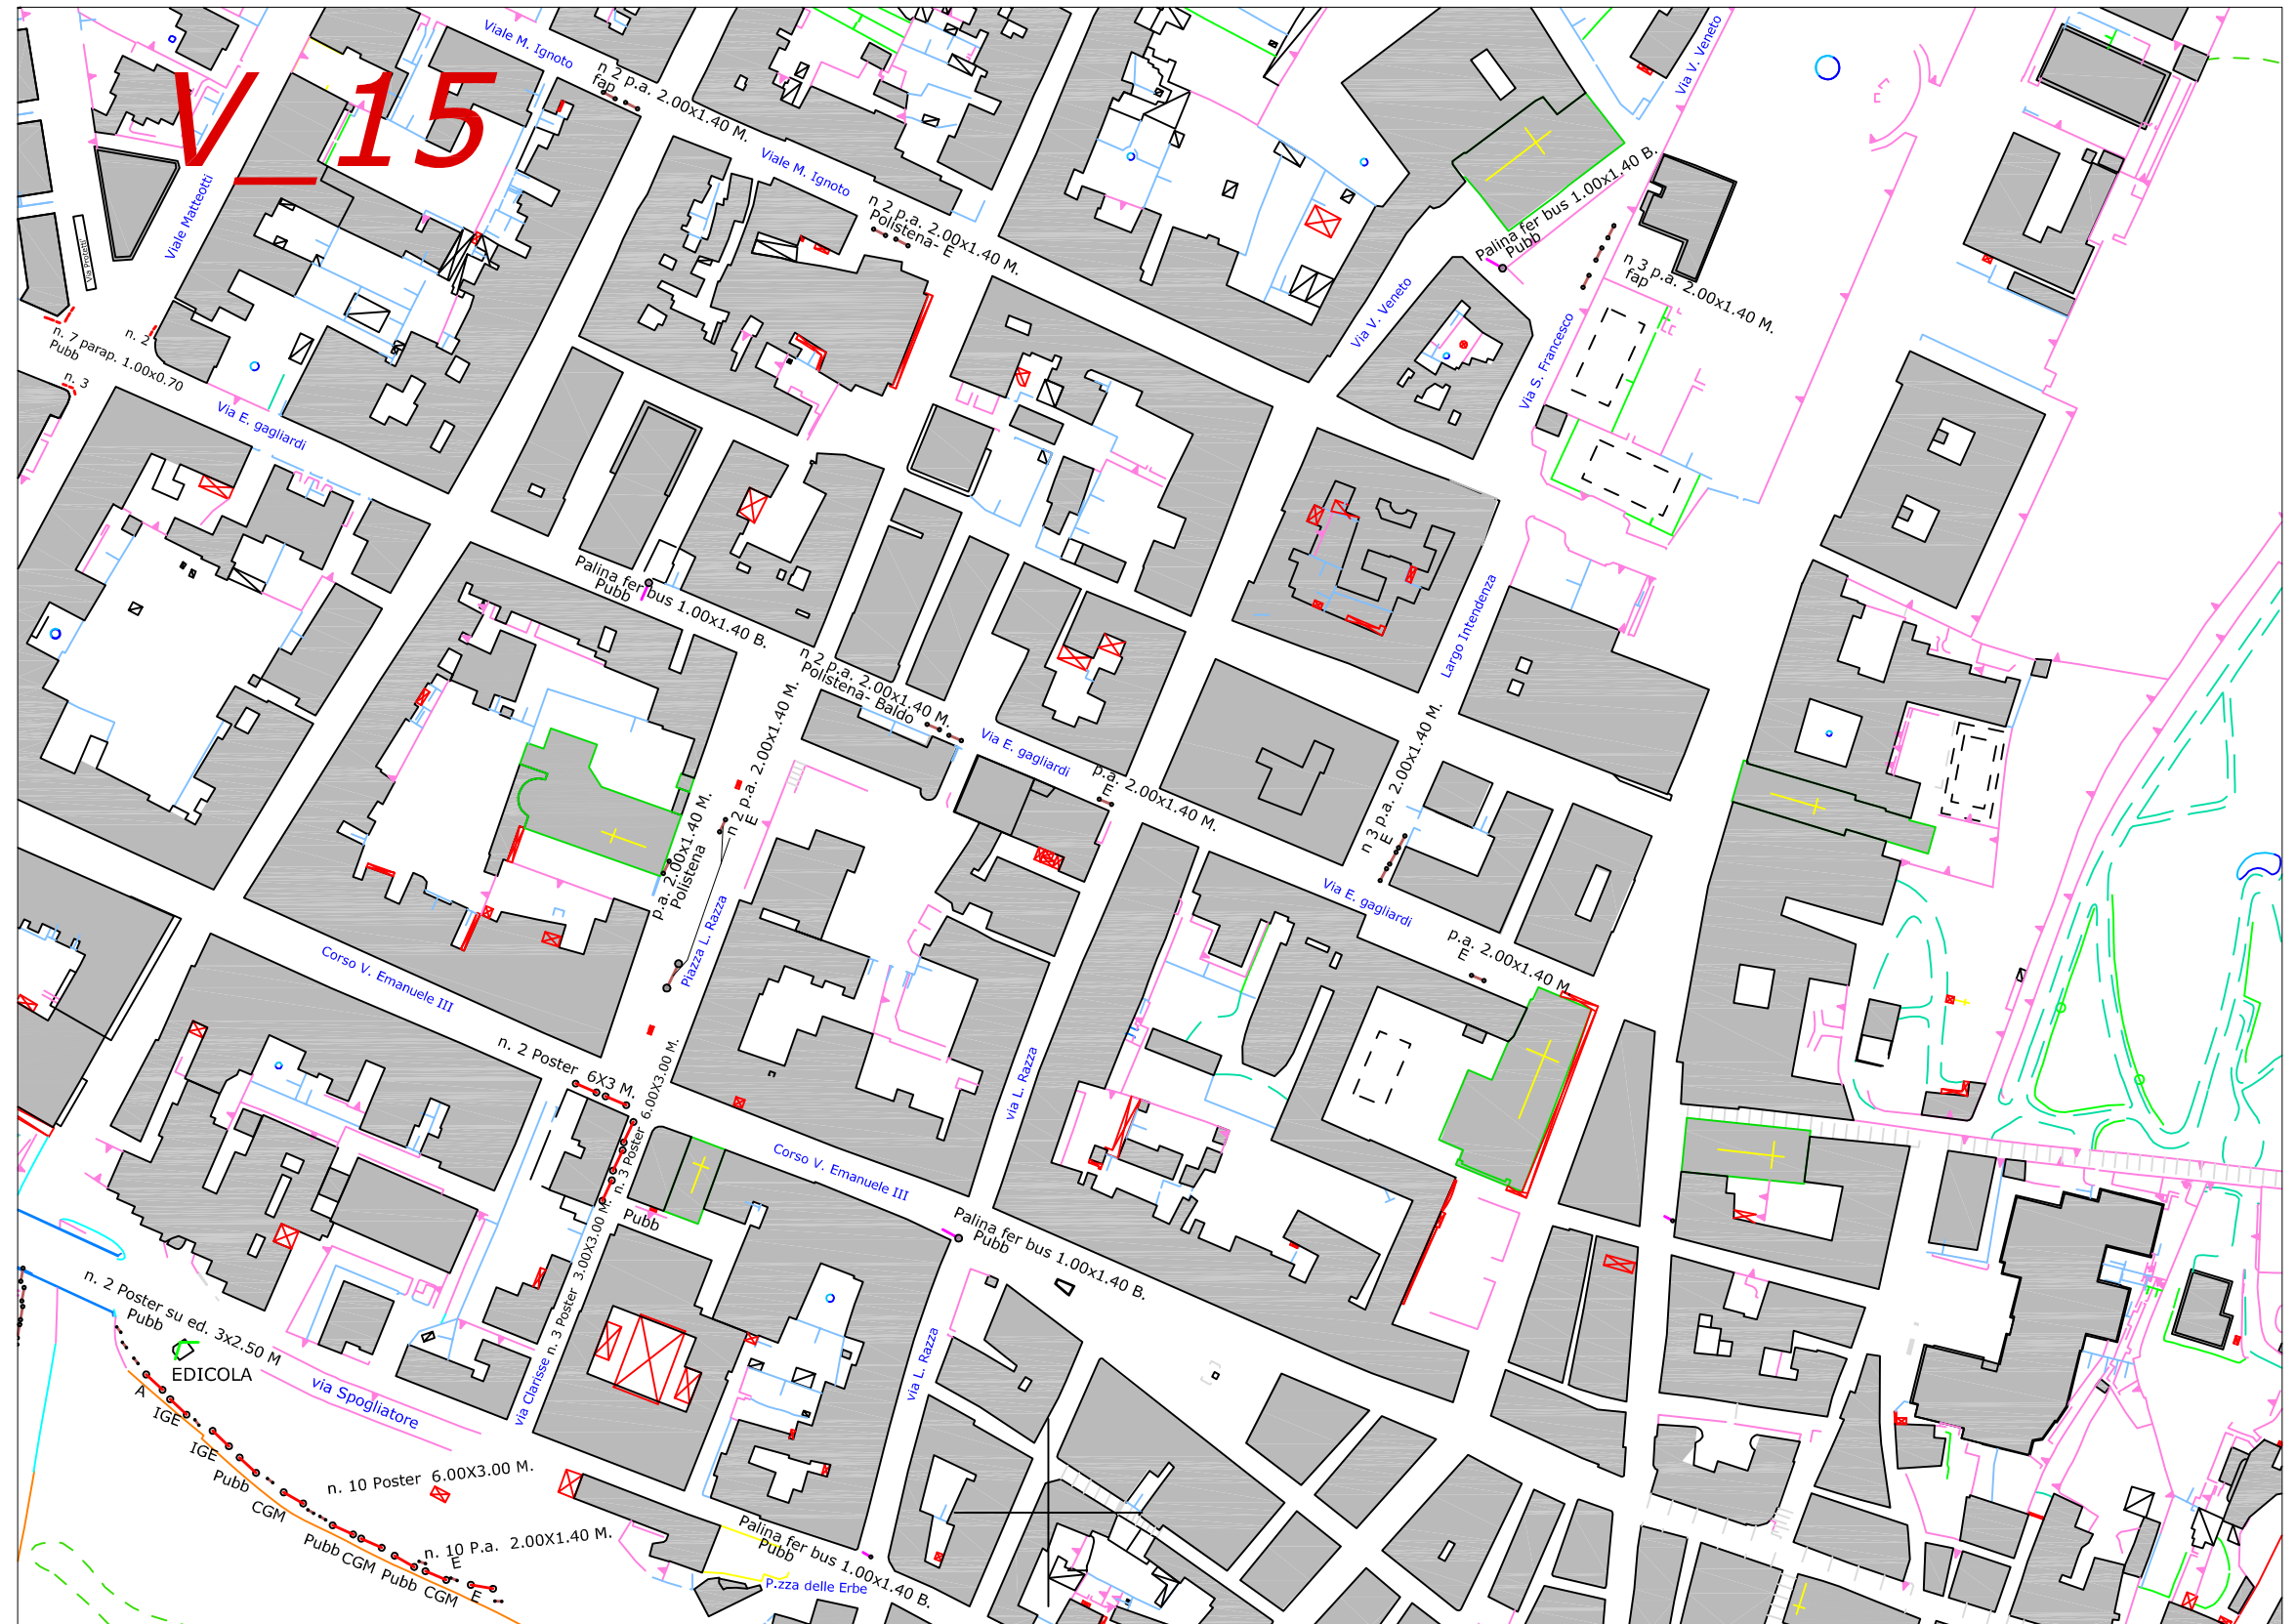 V_15
Viale M. Ignoto
n 2 p.a. 2.00x1.40 M.
fap
Viale M. Ignoto
n 2 p.a. 2.00x1.40 M.
Polistena- E
Via V. Veneto
Palina fer bus 1.00x1.40 B.
Pubb
n 3 p.a. 2.00x1.40 M.
fap
Via V. Veneto
Via S. Francesco
Viale Matteotti
Via Protetti
n. 2
n. 7 parap. 1.00x0.70
Pubb
n. 3
Via E. gagliardi
Palina fer bus 1.00x1.40 B.
Pubb
n 2 p.a. 2.00x1.40 M.
Polistena- Baldo
Largo Intendenza
Via E. gagliardi
p.a. 2.00x1.40 M.
E
n 3 p.a. 2.00x1.40 M.
E
n 2 p.a. 2.00x1.40 M.
E
p.a. 2.00x1.40 M.
Polistena
Piazza L. Razza
Via E. gagliardi
p.a. 2.00x1.40 M.
E
Corso V. Emanuele III
n. 2 Poster 6X3 M.
n. 3 Poster 6.00X3.00 M.
via L. Razza
Corso V. Emanuele III
Pubb
Palina fer bus 1.00x1.40 B.
Pubb
n. 3 Poster 3.00X3.00 M.
via Clarisse
via L. Razza
n. 2 Poster su ed. 3x2.50 M
Pubb
EDICOLA
via Spogliatore
A
IGE
IGE
Pubb
CGM
n. 10 Poster 6.00X3.00 M.
n. 10 P.a. 2.00X1.40 M.
Pubb
CGM
Pubb
CGM
E
E
Palina fer bus 1.00x1.40 B.
Pubb
P.zza delle Erbe